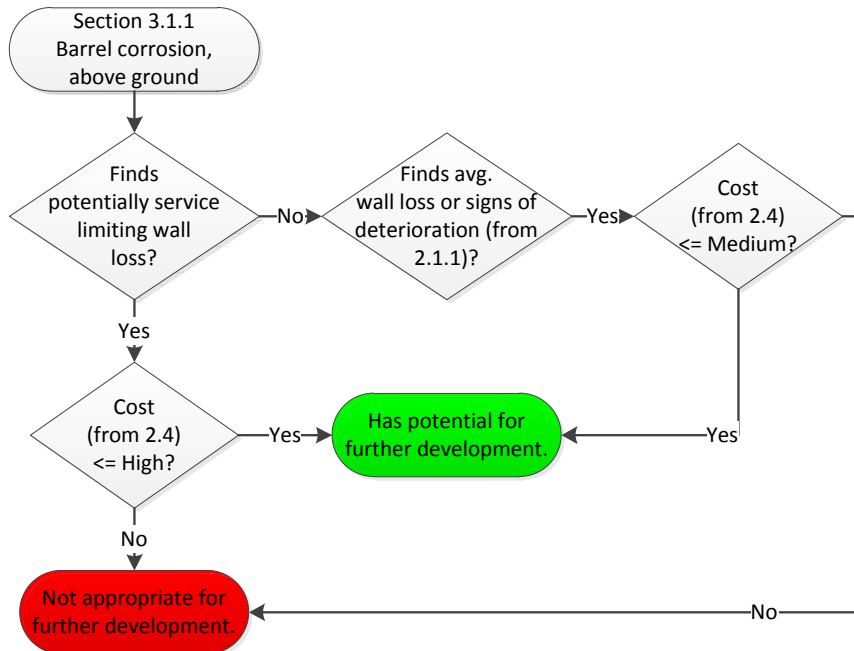 Section 3.1.1
Barrel corrosion,
above ground
Finds
potentially service
limiting wall
loss?
No
Finds avg.
wall loss or signs of
deterioration (from
2.1.1)?
Yes
Cost
(from 2.4)
<= Medium?
Yes
Cost
(from 2.4)
<= High?
Yes
Has potential for
further development.
Yes
No
Not appropriate for
further development.
No